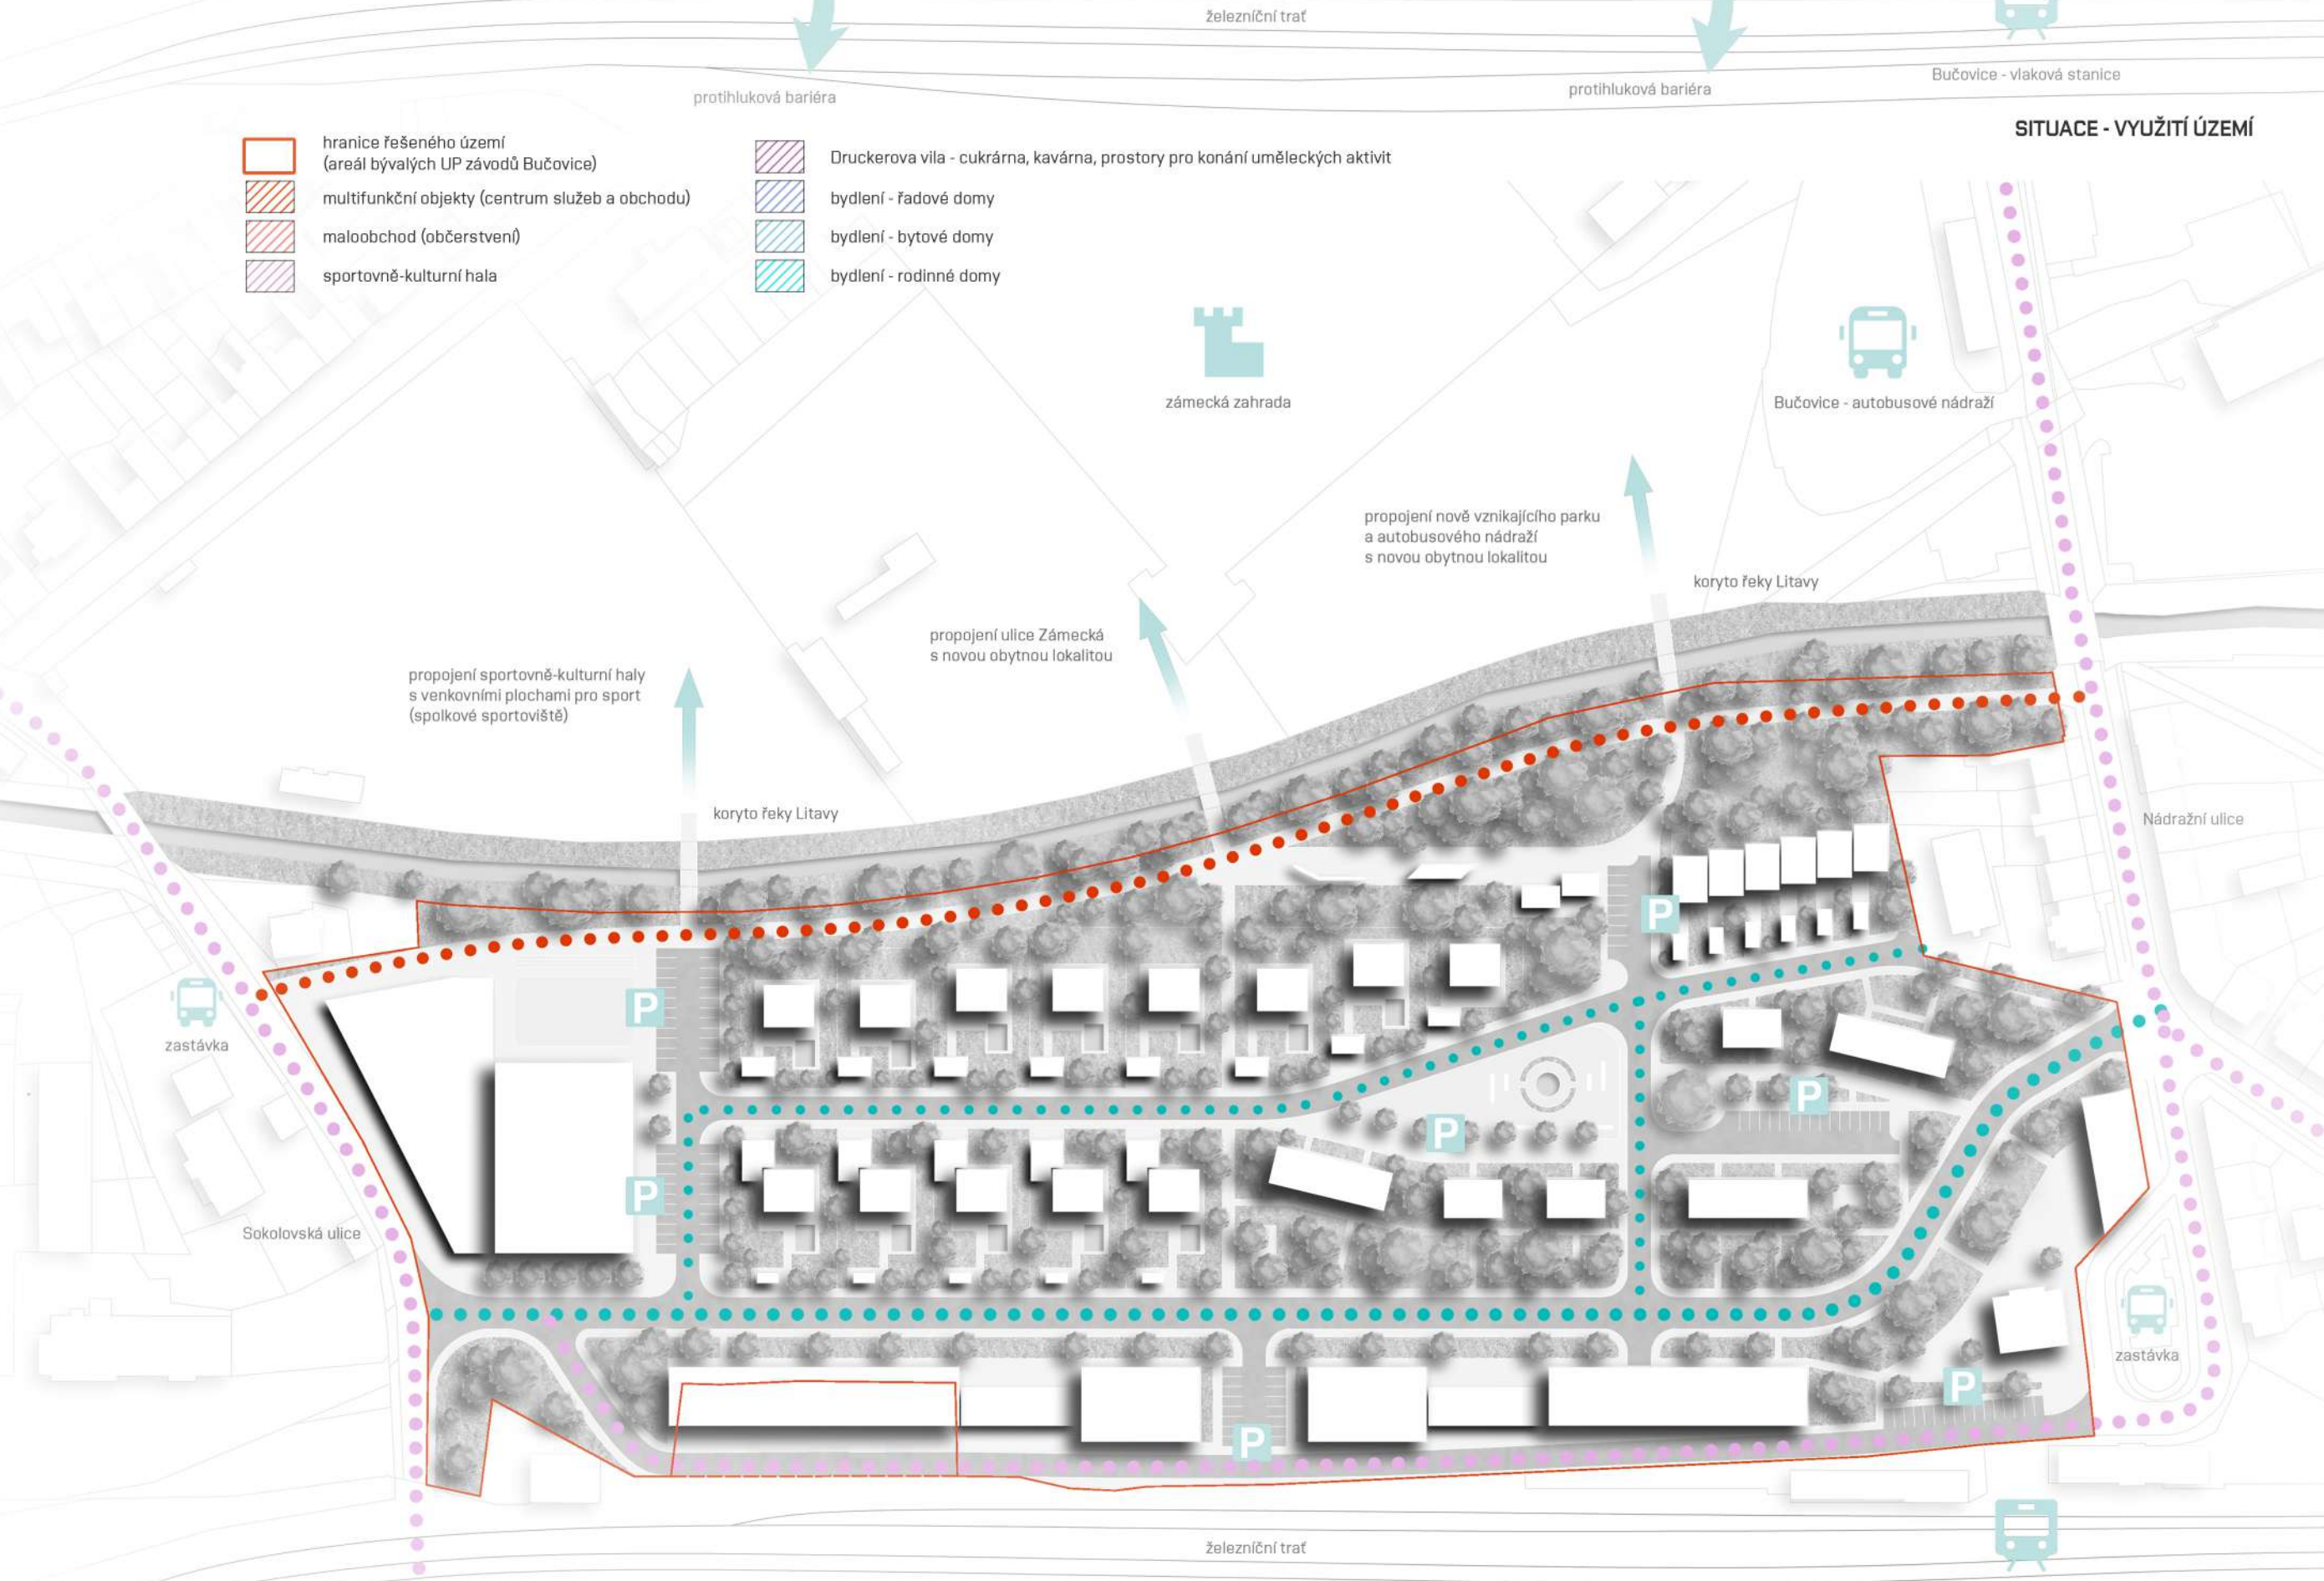 železníční trať
protihluková bariéra
protihluková bariéra
Bučovice - vlaková stanice
SITUACE - VYUŽITÍ ÚZEMÍ
hranice řešeného území
(areál bývalých UP závodů Bučovice)
multifunkční objekty (centrum služeb a obchodu)
maloobchod (občerstvení)
sportovně-kulturní hala
Druckerova vila - cukrárna, kavárna, prostory pro konání uměleckých aktivit
bydlení - řadové domy
bydlení - bytové domy
bydlení - rodinné domy
zámecká zahrada
Bučovice - autobusové nádraží
propojení nově vznikajícího parku
a autobusového nádraží
s novou obytnou lokalitou
koryto řeky Litavy
propojení ulice Zámecká
s novou obytnou lokalitou
propojení sportovně-kulturní haly
s venkovními plochami pro sport
(spolkové sportoviště)
koryto řeky Litavy
Nádražní ulice
P
P
zastávka
P
P
P
Sokolovská ulice
zastávka
P
P
železníční trať